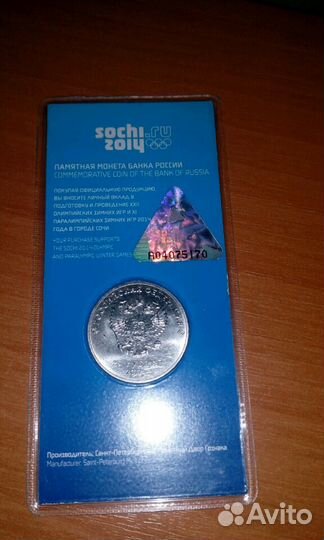 sochi.ru
2014
ПАМЯТНАЯ МОНЕТА БАНКА РОССИИ
COMMEMORATIVE COIN OF THE BANK OF RUSSIA
ПОКУПАЯ ОФИЦИАЛЬНУЮ ПРОДУКЦИЮ,
ВЫ ВНОСИТЕ ЛИЧНЫЙ ВКЛАД В
ПОДГОТОВКУ И ПРОВЕДЕНИЕ XXII
ОЛИМПИЙСКИХ ЗИМНИХ ИГР И XI
ПАРАЛИМПИЙСКИХ ЗИМНИХ ИГР 2014
ГОДА В ГОРОДЕ СОЧИ
YOUR PURCHASE SUPPORTS
THE SOCHI 2014 OLYMPIC
AND PARALYMPIC WINTER GAMES
A04075170
Производитель: Санкт-Петербургский Двор Гознака
Manufacturer: Saint-Petersburg
Avito